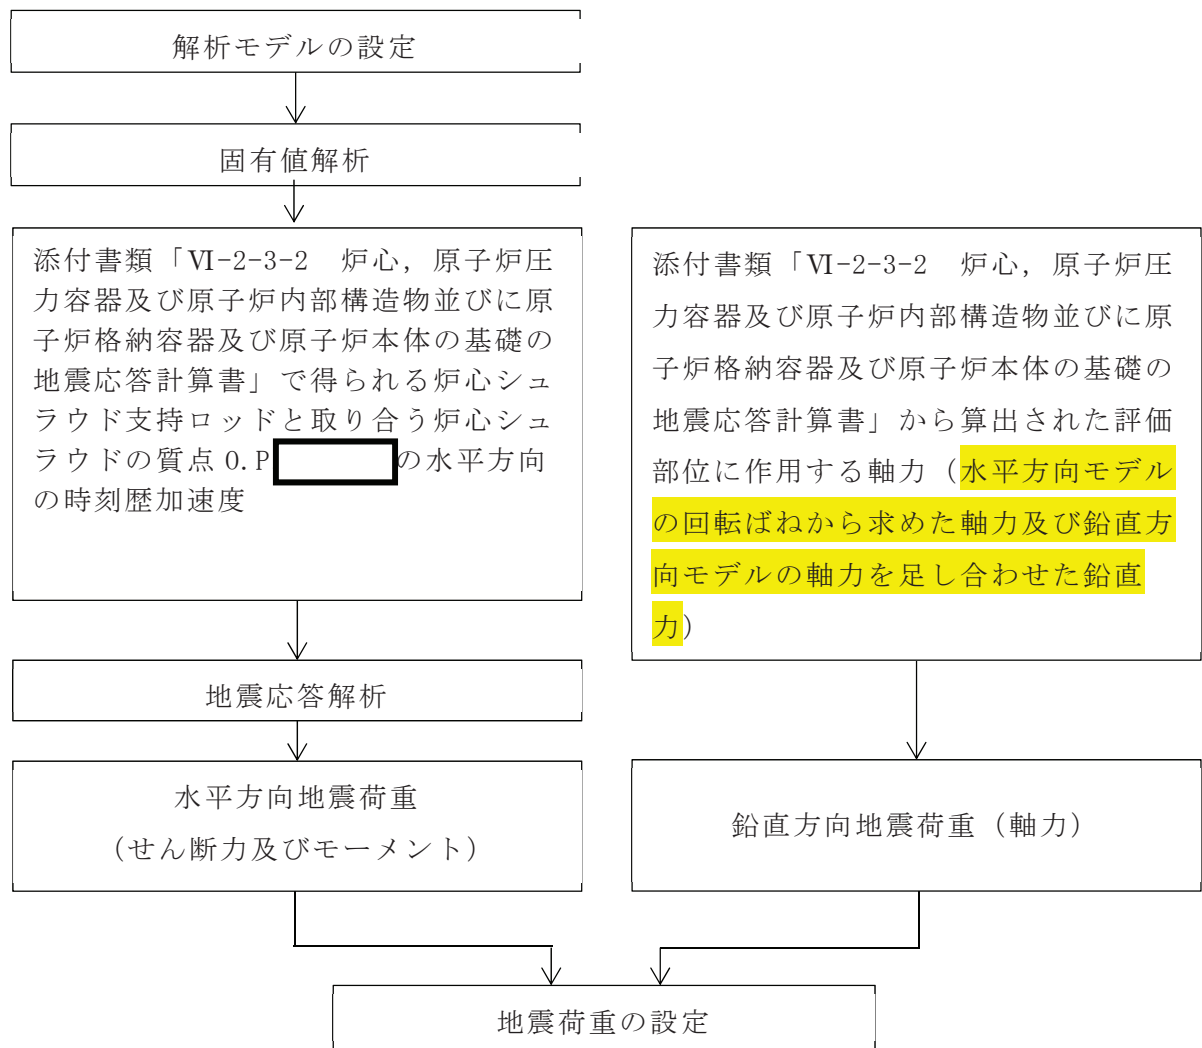 解析モデルの設定
固有値解析
添付書類「Ⅵ-2-3-2　炉心，原子炉圧
力容器及び原子炉内部構造物並びに原
子炉格納容器及び原子炉本体の基礎の
地震応答計算書」で得られる炉心シュ
ラウド支持ロッドと取り合う炉心シュ
ラウドの質点 O.P の水平方向
の時刻歴加速度
地震応答解析
水平方向地震荷重
（せん断力及びモーメント）
添付書類「Ⅵ-2-3-2　炉心，原子炉圧
力容器及び原子炉内部構造物並びに原
子炉格納容器及び原子炉本体の基礎の
地震応答計算書」から算出された評価
部位に作用する軸力（水平方向モデル
の回転ばねから求めた軸力及び鉛直方
向モデルの軸力を足し合わせた鉛直
力）
鉛直方向地震荷重（軸力）
地震荷重の設定